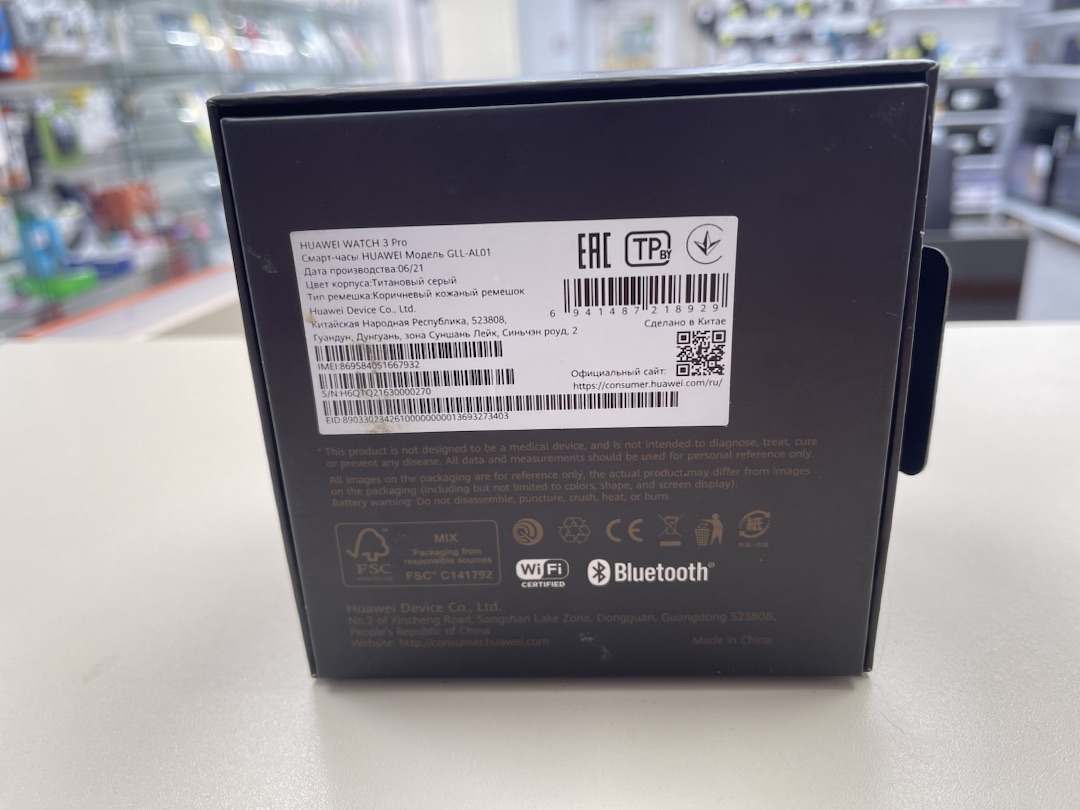 HUAWEI WATCH 3 Pro
Смарт-часы HUAWEI Модель GLL-AL01
Дата производства:06/21
Цвет корпуса:Титановый серый
Тип ремешка:Коричневый кожаный ремешок
Huawei Device Co., Ltd.
Китайская Народная Республика, 523808,
Гуандун, Дунгуань, зона Суншань Лейк, Синьчэн роуд, 2
IMEI:869584051667932
S/N:H6QTQ21630000270
EID:89033023426100000000013693273403
EAC
TP BY
6 941487 218929
Сделано в Китае
Официальный сайт:
https://consumer.huawei.com/ru/
* This product is not designed to be a medical device, and is not intended to diagnose, treat, cure
or prevent any disease. All data and measurements should be used for personal reference only.
All images on the packaging are for reference only, the actual product may differ from images
on the packaging (including but not limited to colors, shape, and screen display).
Battery warning: Do not disassemble, puncture, crush, heat, or burn.
FSC
MIX
Packaging from
responsible sources
FSC™ C141792
CE
紙
Wi Fi
CERTIFIED
Bluetooth®
Huawei Device Co., Ltd.
No.2 of Xincheng Road, Songshan Lake Zone, Dongguan, Guangdong 523808,
People's Republic of China
Website: http://consumer.huawei.com
Made in China